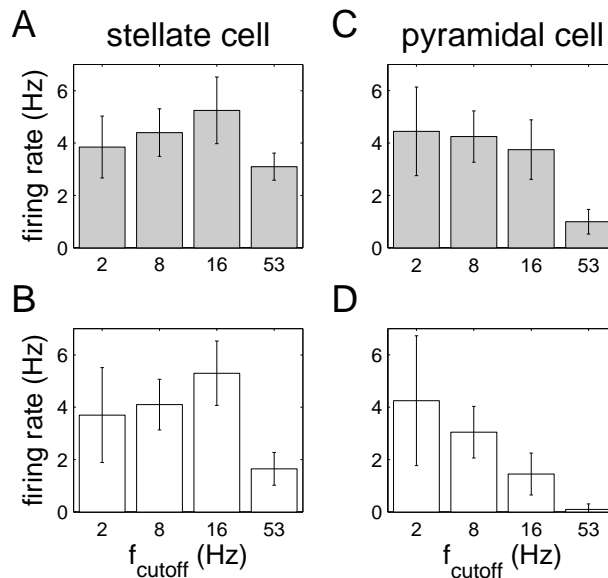 A
stellate cell
C
pyramidal cell
firing rate (Hz)
6
4
2
0
2 8 16 53
2 8 16 53
B
D
firing rate (Hz)
6
4
2
0
2 8 16 53
2 8 16 53
f_cutoff (Hz)
f_cutoff (Hz)
6
4
2
0
6
4
2
0